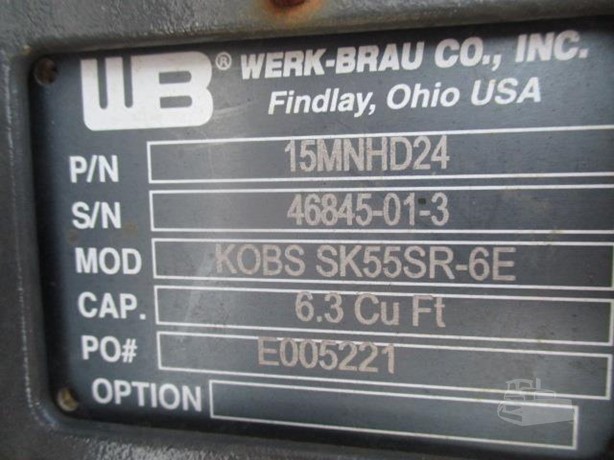 WB® WERK-BRAU CO., INC.
Findlay, Ohio USA
P/N 15MNHD24
S/N 46845-01-3
MOD KOBS SK55SR-6E
CAP. 6.3 Cu Ft
PO# E005221
OPTION